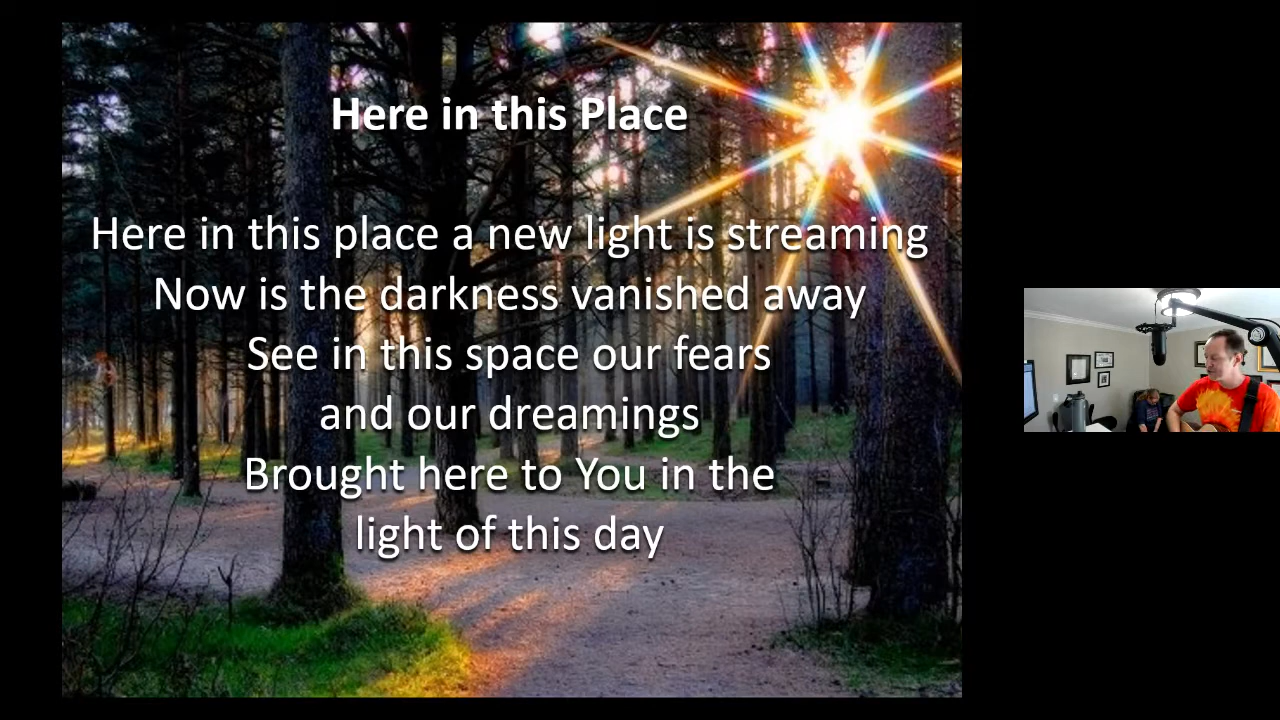 Here in this Place
Here in this place a new light is streaming
Now is the darkness vanished away
See in this space our fears
and our dreamings
Brought here to You in the
light of this day